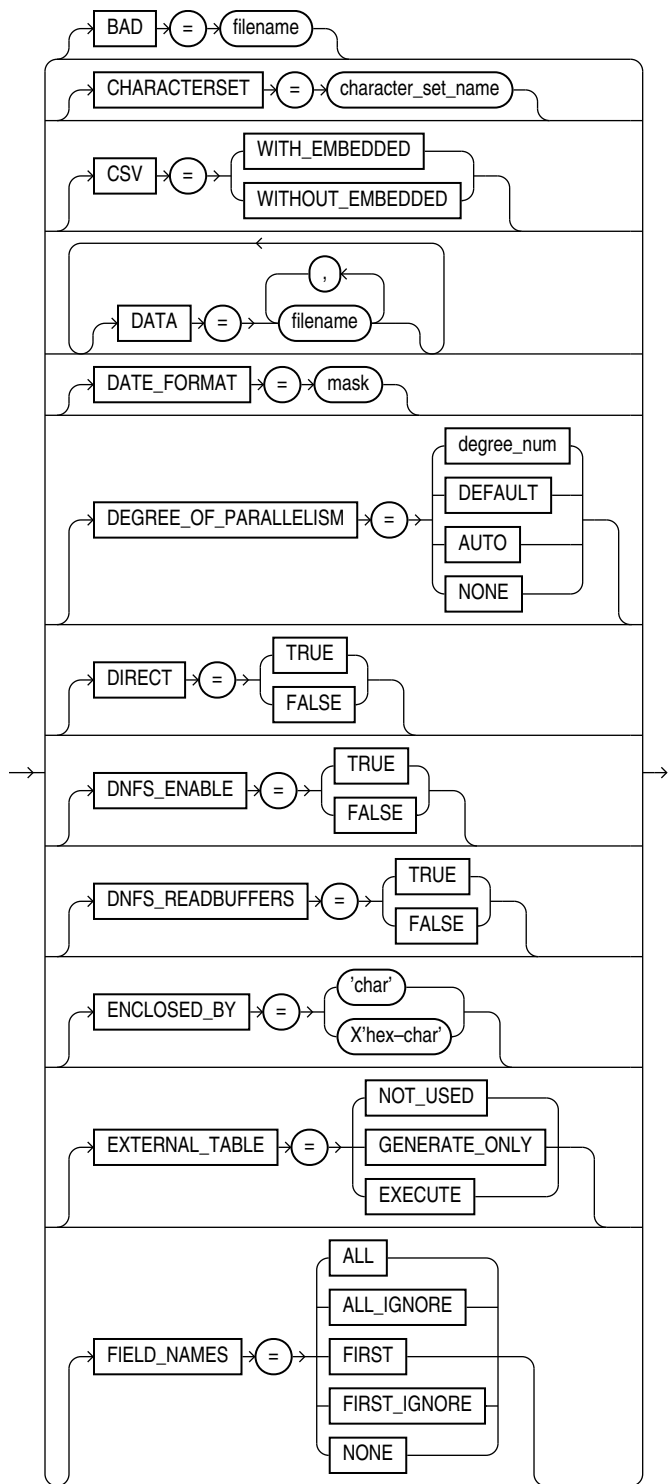 BAD = filename
CHARACTERSET = character_set_name
CSV = WITH_EMBEDDED
WITHOUT_EMBEDDED
,
DATA = filename
DATE_FORMAT = mask
degree_num
DEGREE_OF_PARALLELISM = DEFAULT
AUTO
NONE
DIRECT = TRUE
FALSE
DNFS_ENABLE = TRUE
FALSE
DNFS_READBUFFERS = TRUE
FALSE
ENCLOSED_BY = 'char'
X'hex–char'
NOT_USED
EXTERNAL_TABLE = GENERATE_ONLY
EXECUTE
ALL
ALL_IGNORE
FIELD_NAMES = FIRST
FIRST_IGNORE
NONE